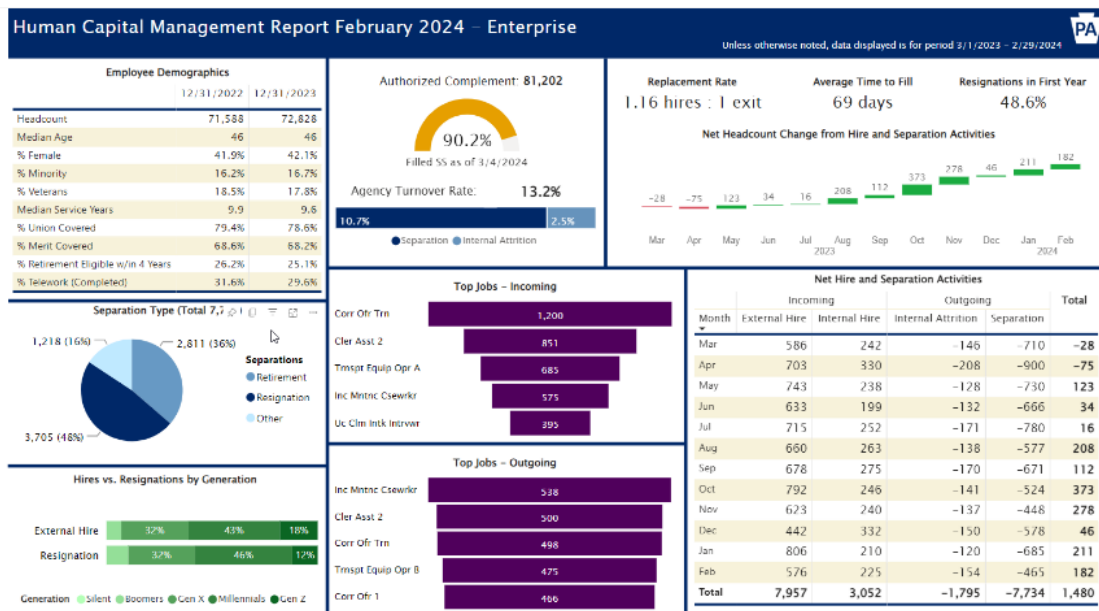 Human Capital Management Report February 2024 – Enterprise
Unless otherwise noted, data displayed is for period 3/1/2023 – 2/29/2024
PA
Employee Demographics
12/31/2022 12/31/2023
Headcount 71,588 72,828
Median Age 46 46
% Female 41.9% 42.1%
% Minority 16.2% 16.7%
% Veterans 18.5% 17.8%
Median Service Years 9.9 9.6
% Union Covered 79.4% 78.6%
% Merit Covered 68.6% 68.2%
% Retirement Eligible w/in 4 Years 26.2% 25.1%
% Telework (Completed) 31.6% 29.6%
Authorized Complement: 81,202
90.2%
Filled SS as of 3/4/2024
Agency Turnover Rate: 13.2%
10.7% 2.5%
Separation Internal Attrition
Replacement Rate Average Time to Fill Resignations in First Year
1.16 hires : 1 exit 69 days 48.6%
Net Headcount Change from Hire and Separation Activities
-28 -75 123 34 16 208 112 373 278 46 211 182
Mar Apr May Jun Jul Aug Sep Oct Nov Dec Jan Feb
2023 2024
Separation Type (Total 7,7
1,218 (16%) 2,811 (36%)
3,705 (48%)
Separations
Retirement
Resignation
Other
Hires vs. Resignations by Generation
External Hire 32% 43% 18%
Resignation 32% 46% 12%
Generation Silent Boomers Gen X Millennials Gen Z
Top Jobs – Incoming
Corr Ofr Trn 1,200
Cler Asst 2 851
Trnspt Equip Opr A 685
Inc Mntnc Csewrkr 575
Uc Clm Intk Intrvwr 395
Top Jobs – Outgoing
Inc Mntnc Csewrkr 538
Cler Asst 2 500
Corr Ofr Trn 498
Trnspt Equip Opr B 475
Corr Ofr 1 466
Net Hire and Separation Activities
Incoming Outgoing Total
Month External Hire Internal Hire Internal Attrition Separation
Mar 586 242 -146 -710 -28
Apr 703 330 -208 -900 -75
May 743 238 -128 -730 123
Jun 633 199 -132 -666 34
Jul 715 252 -171 -780 16
Aug 660 263 -138 -577 208
Sep 678 275 -170 -671 112
Oct 792 246 -141 -524 373
Nov 623 240 -137 -448 278
Dec 442 332 -150 -578 46
Jan 806 210 -120 -685 211
Feb 576 225 -154 -465 182
Total 7,957 3,052 -1,795 -7,734 1,480